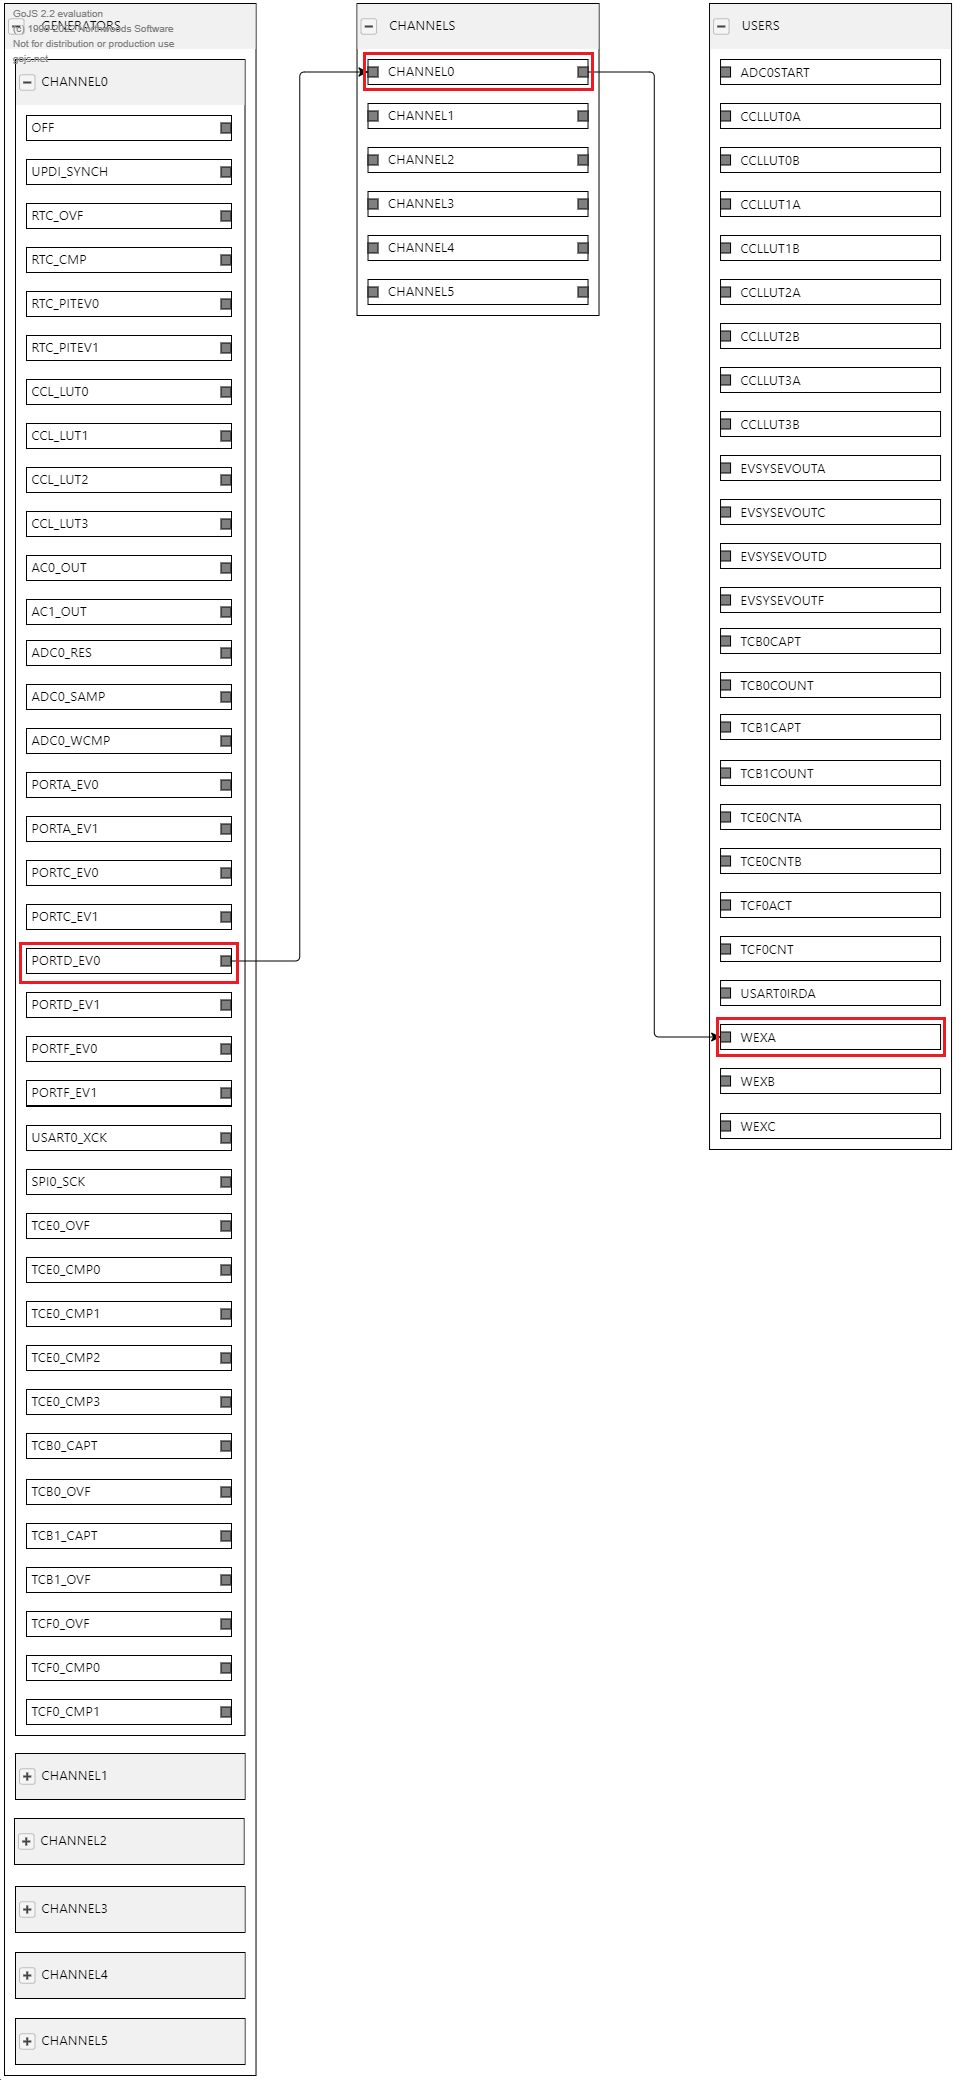 GoJS 2.2 evaluation
(c) 1998-2022 Northwoods Software
Not for distribution or production use
gojs.net
GENERATORS
CHANNEL0
OFF
UPDI_SYNCH
RTC_OVF
RTC_CMP
RTC_PITEV0
RTC_PITEV1
CCL_LUT0
CCL_LUT1
CCL_LUT2
CCL_LUT3
AC0_OUT
AC1_OUT
ADC0_RES
ADC0_SAMP
ADC0_WCMP
PORTA_EV0
PORTA_EV1
PORTC_EV0
PORTC_EV1
PORTD_EV0
PORTD_EV1
PORTF_EV0
PORTF_EV1
USART0_XCK
SPI0_SCK
TCE0_OVF
TCE0_CMP0
TCE0_CMP1
TCE0_CMP2
TCE0_CMP3
TCB0_CAPT
TCB0_OVF
TCB1_CAPT
TCB1_OVF
TCF0_OVF
TCF0_CMP0
TCF0_CMP1
CHANNEL1
CHANNEL2
CHANNEL3
CHANNEL4
CHANNEL5
CHANNELS
CHANNEL0
CHANNEL1
CHANNEL2
CHANNEL3
CHANNEL4
CHANNEL5
USERS
ADC0START
CCLLUT0A
CCLLUT0B
CCLLUT1A
CCLLUT1B
CCLLUT2A
CCLLUT2B
CCLLUT3A
CCLLUT3B
EVSYSEVOUTA
EVSYSEVOUTC
EVSYSEVOUTD
EVSYSEVOUTF
TCB0CAPT
TCB0COUNT
TCB1CAPT
TCB1COUNT
TCE0CNTA
TCE0CNTB
TCF0ACT
TCF0CNT
USART0IRDA
WEXA
WEXB
WEXC